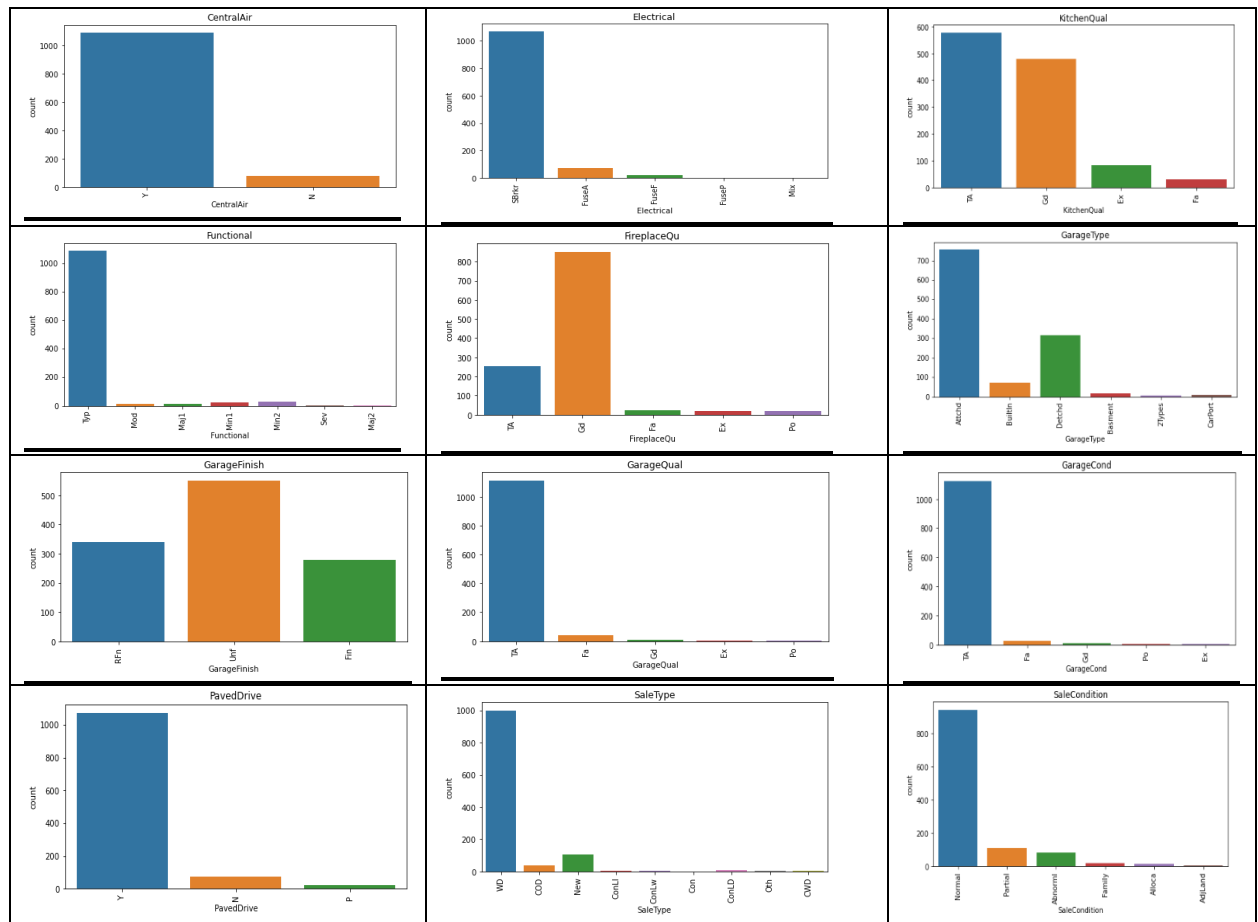 CentralAir
1000
800
600
400
200
0
count
Y
N
CentralAir
Electrical
1000
800
600
400
200
0
count
SBrkr
FuseA
FuseF
FuseP
Mix
Electrical
KitchenQual
600
500
400
300
200
100
0
count
TA
Gd
Ex
Fa
KitchenQual
Functional
1000
800
600
400
200
0
count
Typ
Mod
Maj1
Min1
Min2
Sev
Maj2
Functional
FireplaceQu
800
700
600
500
400
300
200
100
0
count
TA
Gd
Fa
Ex
Po
FireplaceQu
GarageType
700
600
500
400
300
200
100
0
count
Attchd
BuiltIn
Detchd
Basment
2Types
CarPort
GarageType
GarageFinish
500
400
300
200
100
0
count
RFn
Unf
Fin
GarageFinish
GarageQual
1000
800
600
400
200
0
count
TA
Fa
Gd
Ex
Po
GarageQual
GarageCond
1000
800
600
400
200
0
count
TA
Fa
Gd
Po
Ex
GarageCond
PavedDrive
1000
800
600
400
200
0
count
Y
N
P
PavedDrive
SaleType
1000
800
600
400
200
0
count
WD
COD
New
ConLI
ConLw
Con
ConLD
Oth
CWD
SaleType
SaleCondition
800
600
400
200
0
count
Normal
Partial
Abnorml
Family
Alloca
AdjLand
SaleCondition